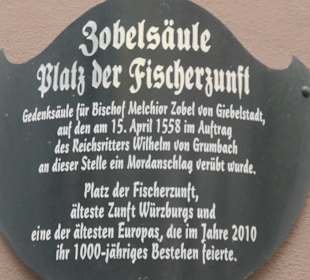 Zobelsäule
Platz der Fischerzunft
Gedenksäule für Bischof Melchior Zobel von Giebelstadt,
auf den am 15. April 1558 im Auftrag
des Reichsritters Wilhelm von Grumbach
an dieser Stelle ein Mordanschlag verübt wurde.
Platz der Fischerzunft,
älteste Zunft Würzburgs und
eine der ältesten Europas, die im Jahre 2010
ihr 1000-jähriges Bestehen feierte.